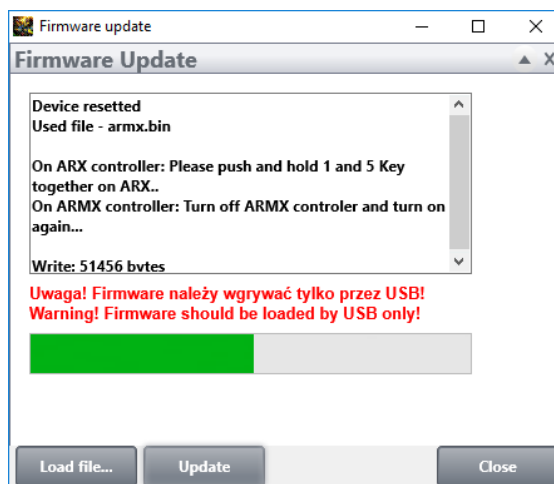 Firmware update
Firmware Update
Device resetted
Used file - armx.bin
On ARX controller: Please push and hold 1 and 5 Key
together on ARX..
On ARMX controller: Turn off ARMX controler and turn on
again...
Write: 51456 bytes
Uwaga! Firmware należy wgrywać tylko przez USB!
Warning! Firmware should be loaded by USB only!
Load file...
Update
Close